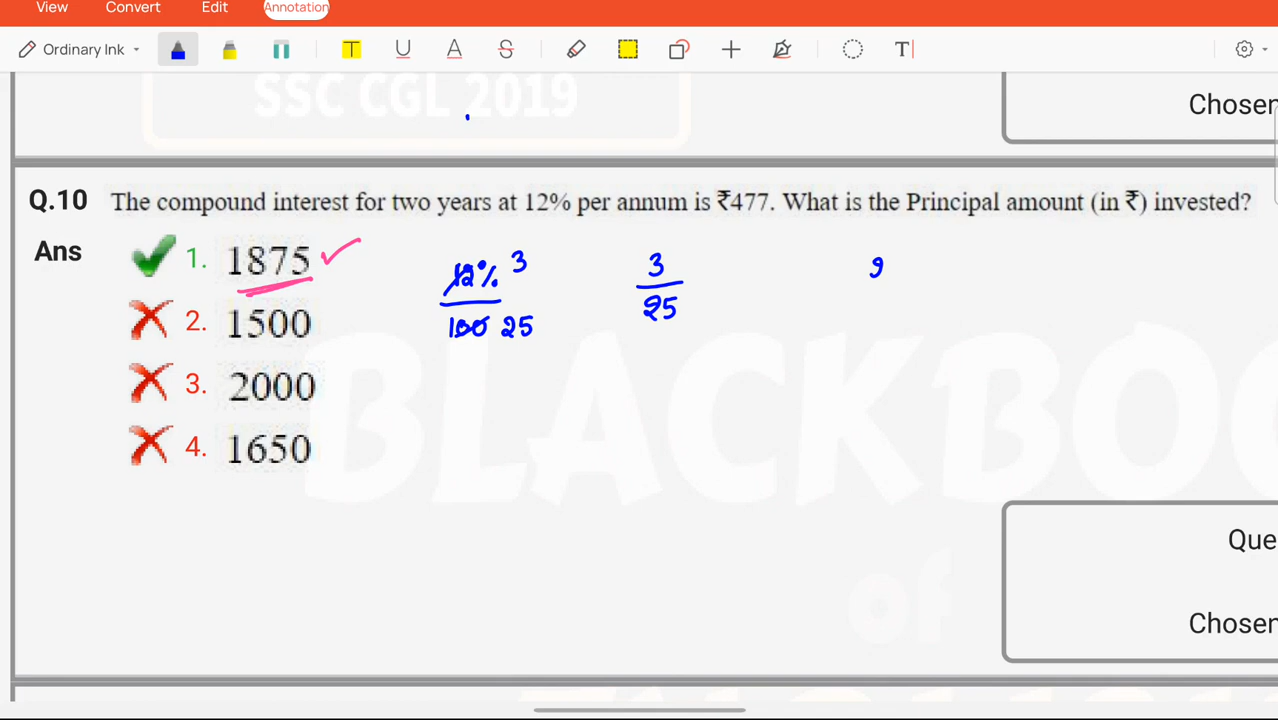 View Convert Edit Annotation
Ordinary Ink T U A S T
SSC CGL 2019
Chosen
Q.10 The compound interest for two years at 12% per annum is ₹477. What is the Principal amount (in ₹) invested?
Ans 1. 1875
2. 1500
3. 2000
4. 1650
12% 3
100 25
3
25
9
BLACKBOO
of
Que
Chosen